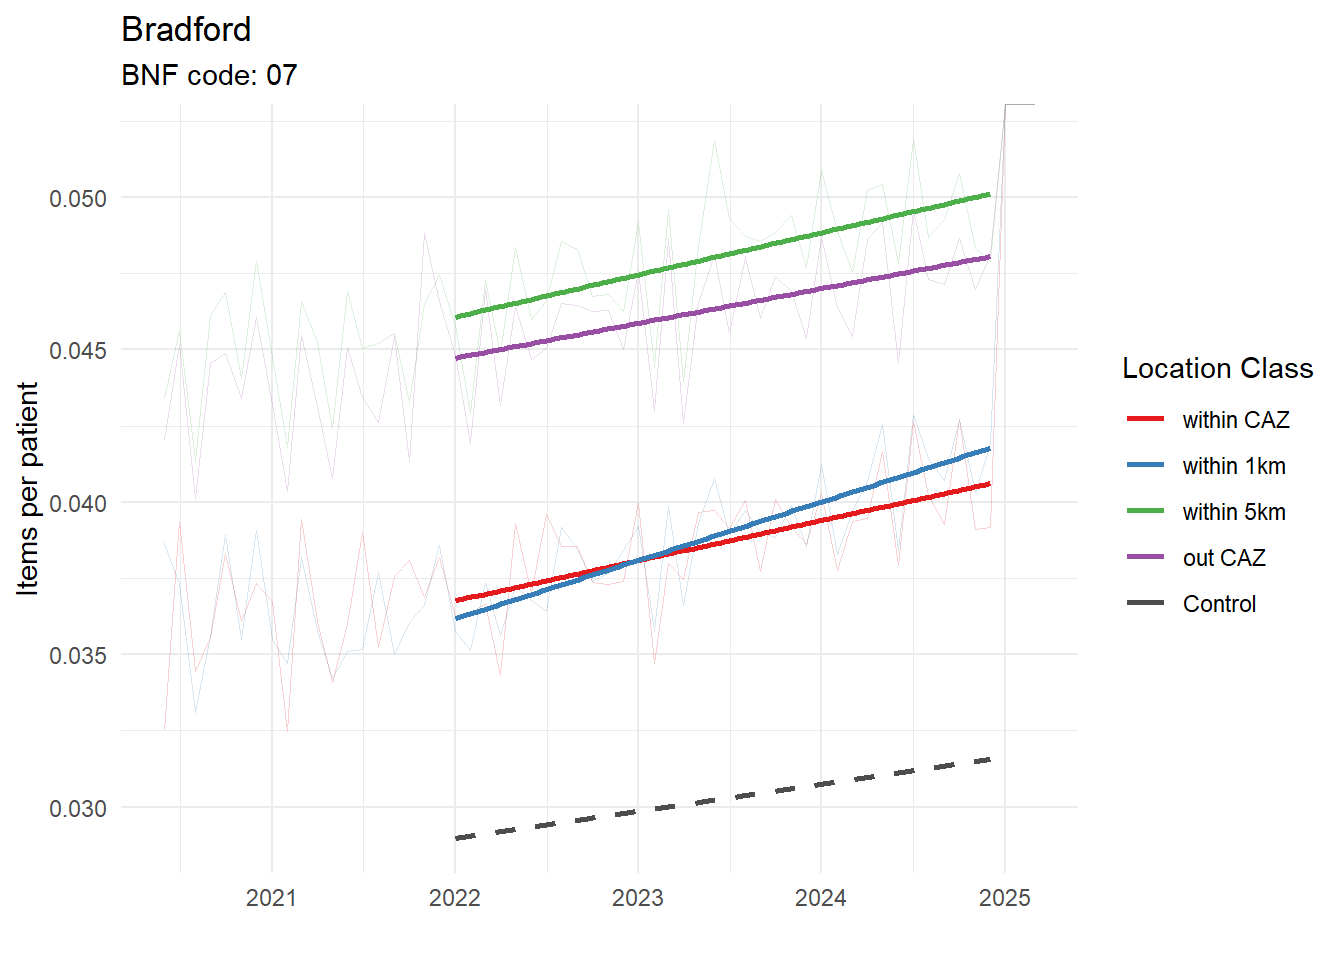 Bradford
BNF code: 07
Items per patient
0.050
0.045
0.040
0.035
0.030
2021
2022
2023
2024
2025
Location Class
within CAZ
within 1km
within 5km
out CAZ
Control